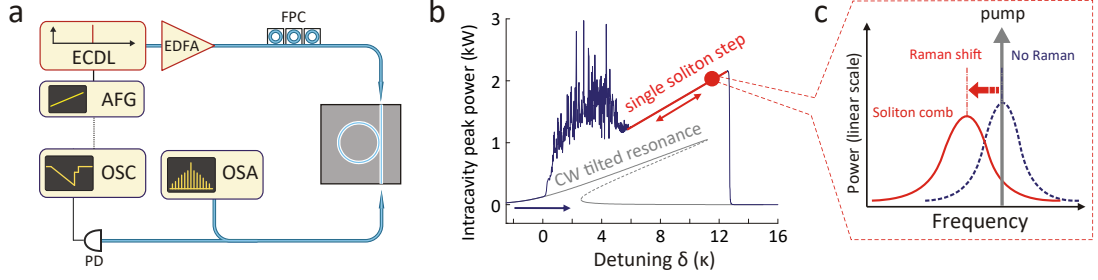 a
ECDL
EDFA
FPC
AFG
OSC
OSA
PD
b
Intracavity peak power (kW)
3
2
1
0
single soliton step
CW tilted resonance
0
4
8
12
16
Detuning δ (κ)
c
pump
Raman shift
No Raman
Soliton comb
Power (linear scale)
Frequency